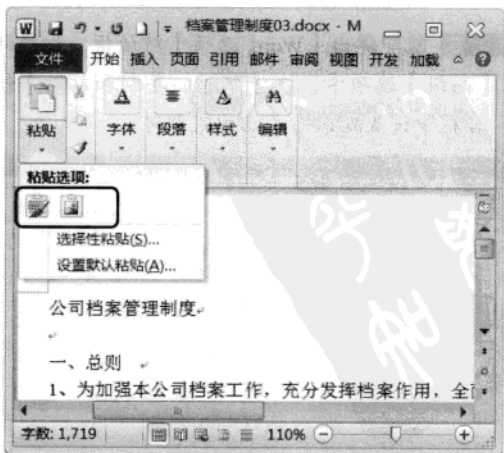 档案管理制度03.docx - M
文件 开始 插入 页面 引用 邮件 审阅 视图 开发 加载
粘贴 字体 段落 样式 编辑
粘贴选项:
选择性粘贴(S)...
设置默认粘贴(A)...
公司档案管理制度
一、总则
1、为加强本公司档案工作，充分发挥档案作用，全
字数: 1,719 110%